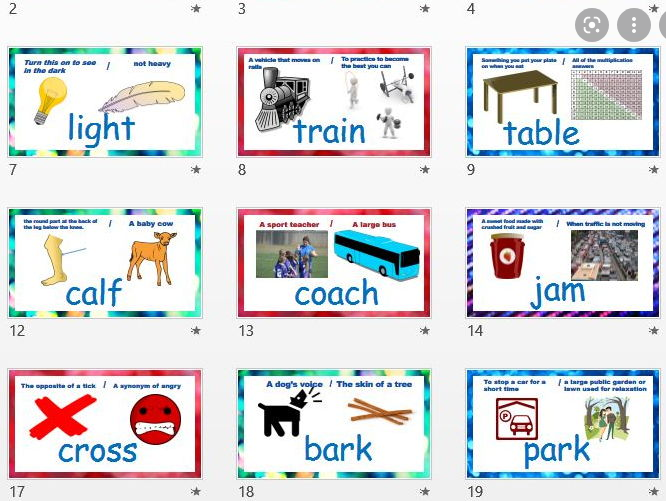 2 3 4
Turn this on to see / not heavy
in the dark
light
A vehicle that moves on / To practice to become
rails the best you can
train
Something you put your plate / All of the multiplication
on when you eat answers
table
7 8 9
the round part at the back of / A baby cow
the leg below the knee.
calf
A sport teacher / A large bus
coach
A sweet food made with / When traffic is not moving
crushed fruit and sugar
jam
12 13 14
The opposite of a tick / A synonym of angry
cross
A dog's voice / The skin of a tree
bark
To stop a car for a / a large public garden or
short time lawn used for relaxation
P
park
17 18 19